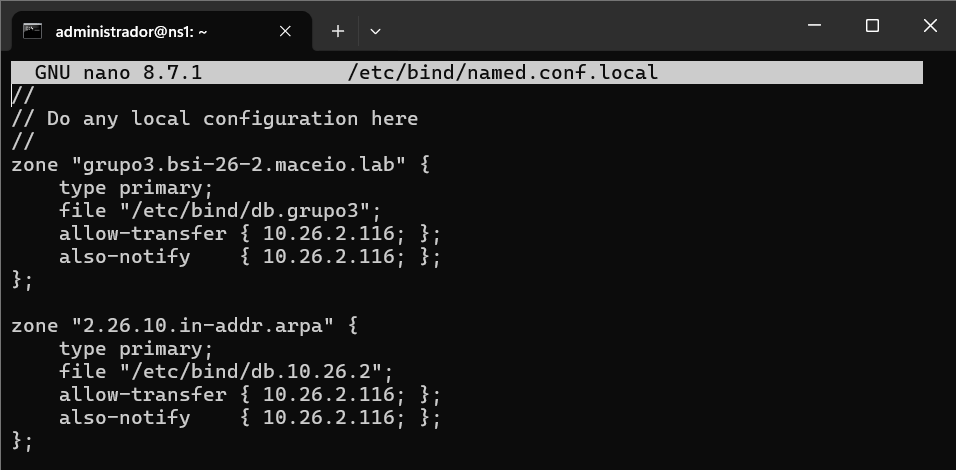 administrador@ns1: ~
GNU nano 8.7.1 /etc/bind/named.conf.local
//
// Do any local configuration here
//
zone "grupo3.bsi-26-2.maceio.lab" {
    type primary;
    file "/etc/bind/db.grupo3";
    allow-transfer { 10.26.2.116; };
    also-notify    { 10.26.2.116; };
};

zone "2.26.10.in-addr.arpa" {
    type primary;
    file "/etc/bind/db.10.26.2";
    allow-transfer { 10.26.2.116; };
    also-notify    { 10.26.2.116; };
};